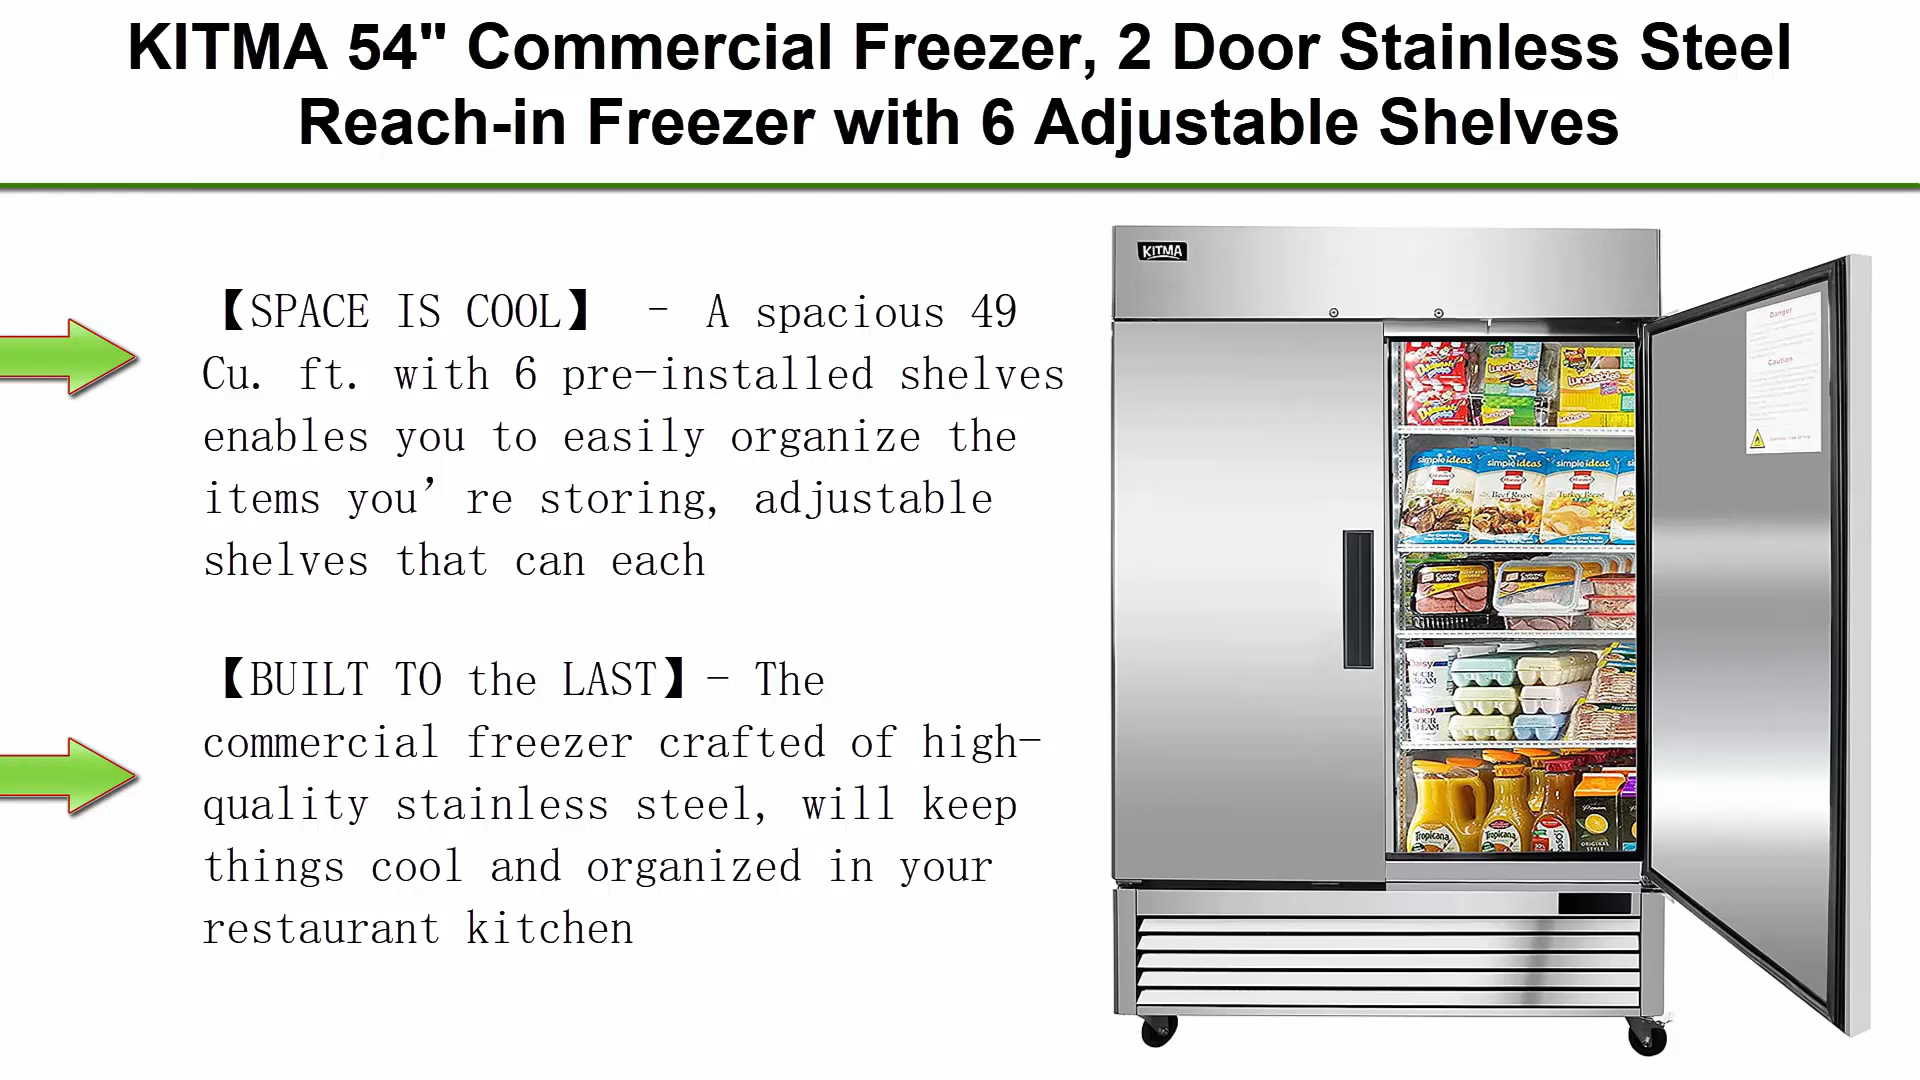 KITMA 54" Commercial Freezer, 2 Door Stainless Steel
Reach-in Freezer with 6 Adjustable Shelves
【SPACE IS COOL】 – A spacious 49
Cu. ft. with 6 pre-installed shelves
enables you to easily organize the
items you’re storing, adjustable
shelves that can each
【BUILT TO the LAST】- The
commercial freezer crafted of high-
quality stainless steel, will keep
things cool and organized in your
restaurant kitchen
KITMA
Danger
Caution
Lunchables
Lunchables
simple ideas
simple ideas
simple ideas
Beef Roast
Turkey Breast
Daisy
SOUR
CREAM
Daisy
SOUR
CREAM
Tropicana
Tropicana
ORIGINAL
STYLE